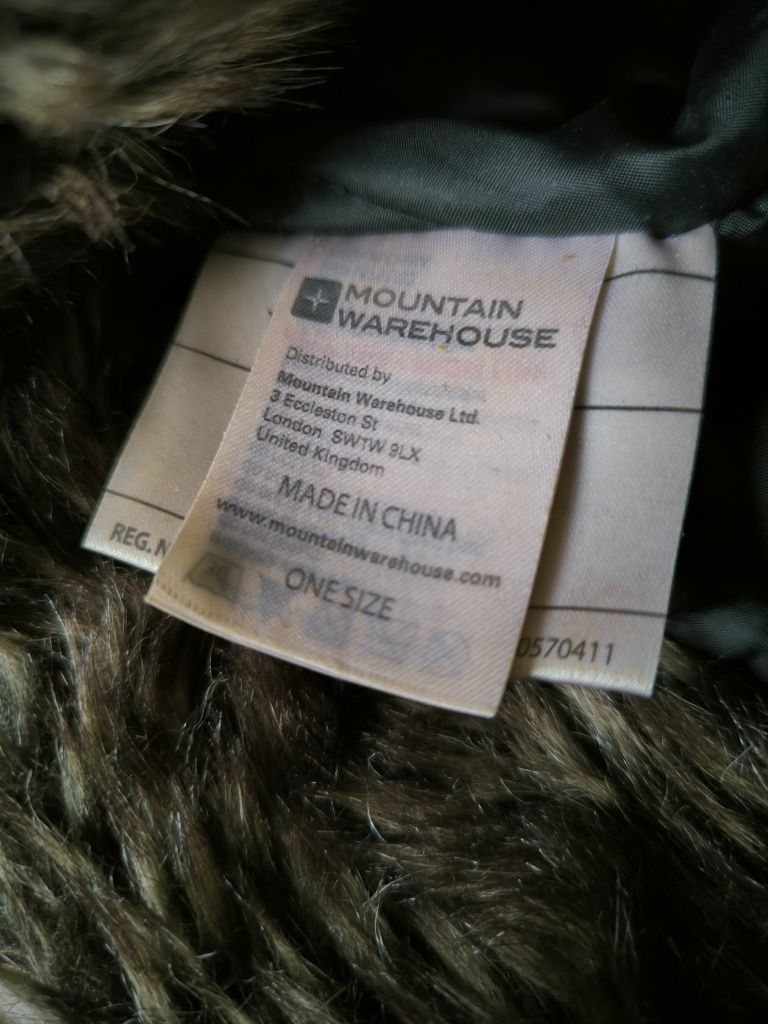 MOUNTAIN
WAREHOUSE
Distributed by
Mountain Warehouse Ltd.
3 Eccleston St
London SW1W 9LX
United Kingdom
MADE IN CHINA
www.mountainwarehouse.com
ONE SIZE
REG. N
0570411